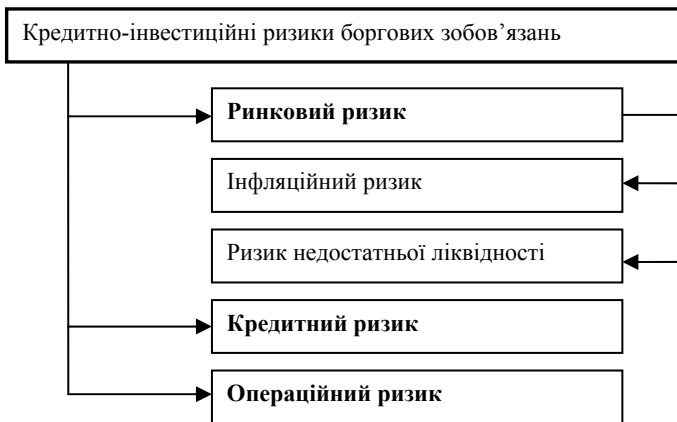 Кредитно-інвестиційні ризики боргових зобов’язань
Ринковий ризик
Інфляційний ризик
Ризик недостатньої ліквідності
Кредитний ризик
Операційний ризик